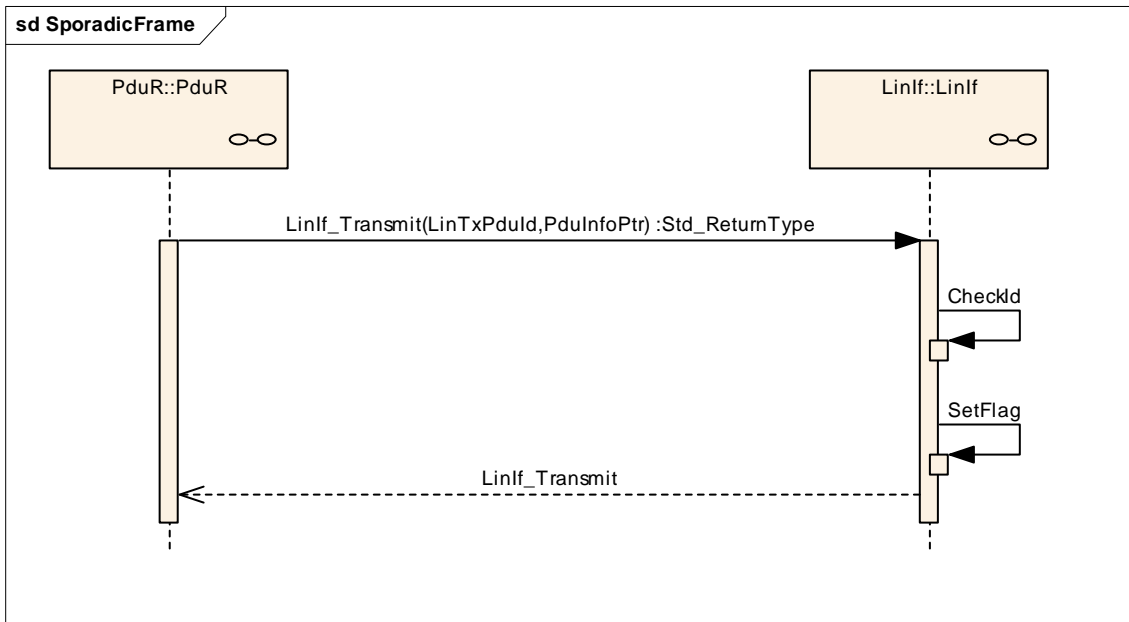 sd SporadicFrame
PduR::PduR
LinIf::LinIf
LinIf_Transmit(LinTxPduId,PduInfoPtr) :Std_ReturnType
CheckId
SetFlag
LinIf_Transmit